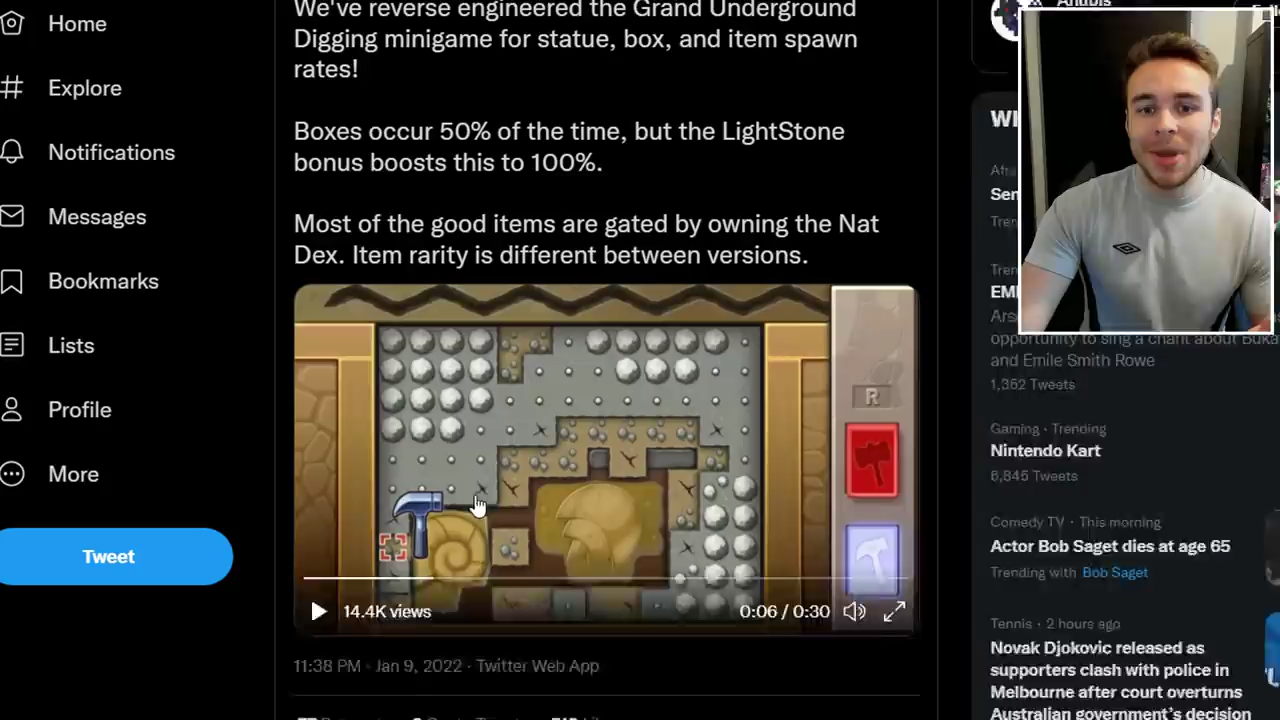 Home
Explore
Notifications
Messages
Bookmarks
Lists
Profile
More
Tweet
We've reverse engineered the Grand Underground
Digging minigame for statue, box, and item spawn
rates!
Boxes occur 50% of the time, but the LightStone
bonus boosts this to 100%.
Most of the good items are gated by owning the Nat
Dex. Item rarity is different between versions.
R
14.4K views
0:06 / 0:30
11:38 PM · Jan 9, 2022 · Twitter Web App
Anubis
and Emile Smith Rowe
1,362 Tweets
Gaming · Trending
Nintendo Kart
6,845 Tweets
Comedy TV · This morning
Actor Bob Saget dies at age 65
Trending with Bob Saget
Tennis · 2 hours ago
Novak Djokovic released as
supporters clash with police in
Melbourne after court overturns
Australian government's decision